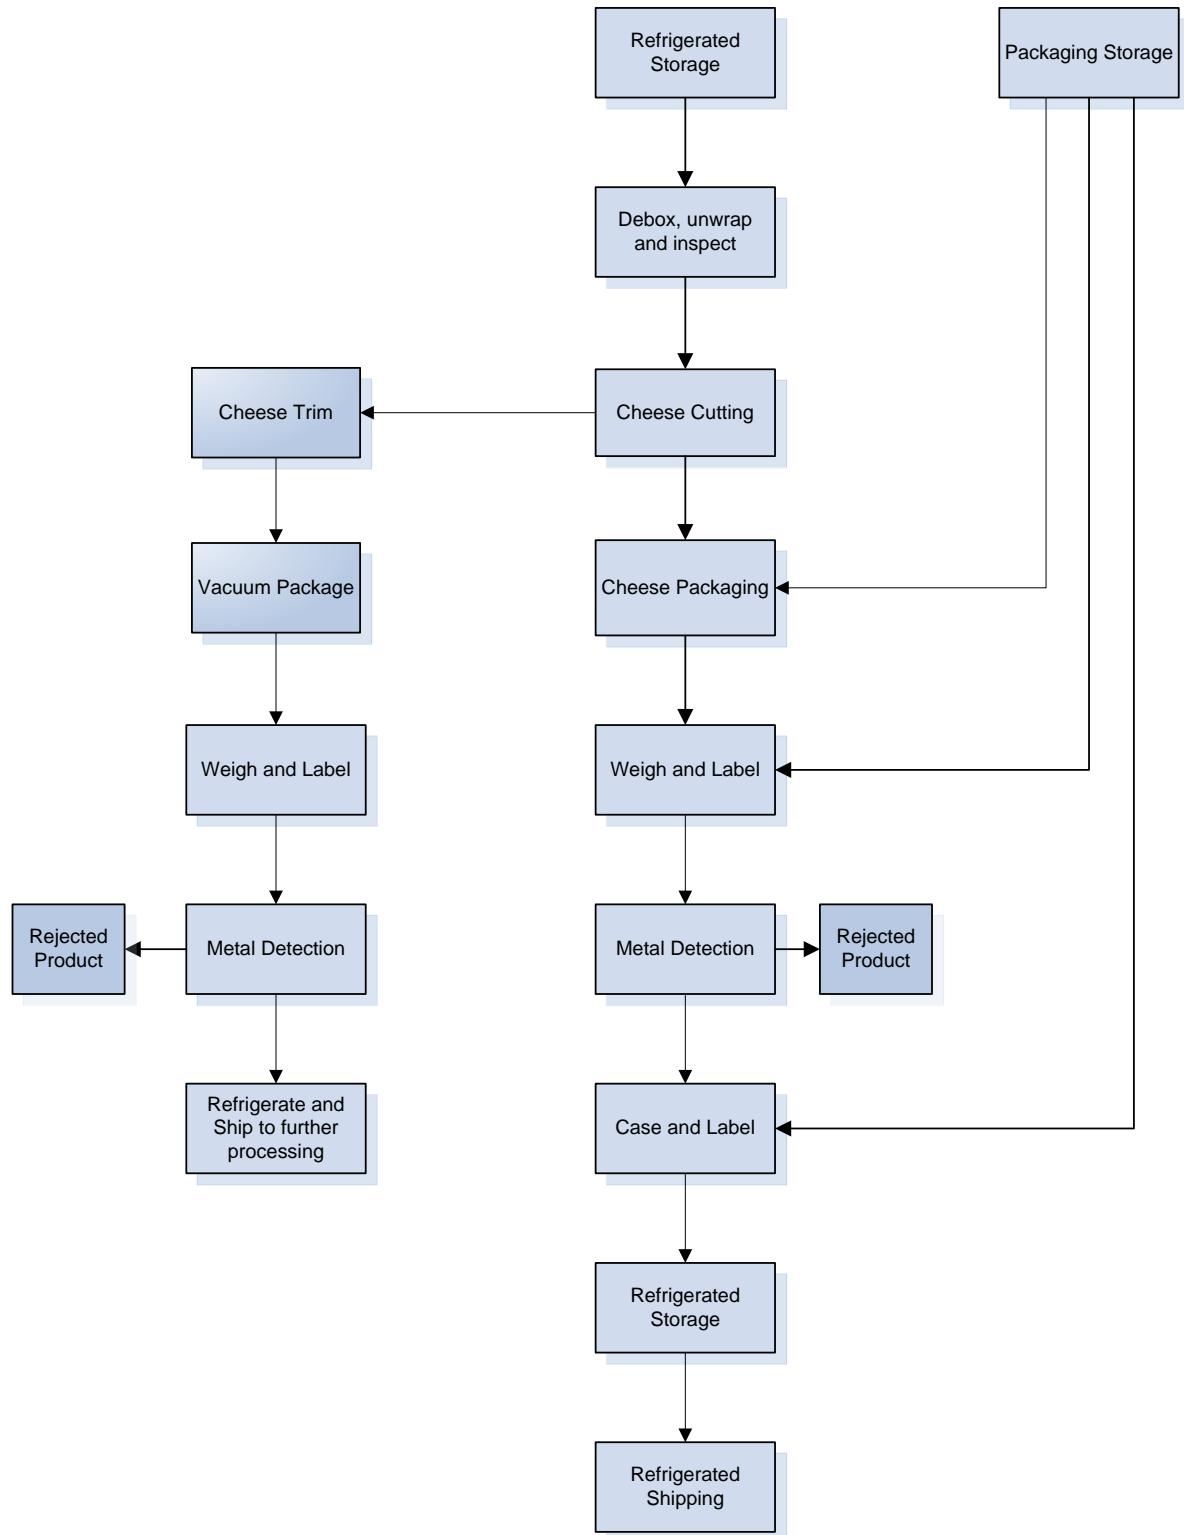 Refrigerated
Storage
Packaging Storage
Debox, unwrap
and inspect
Cheese Trim
Cheese Cutting
Vacuum Package
Cheese Packaging
Weigh and Label
Weigh and Label
Rejected
Product
Metal Detection
Metal Detection
Rejected
Product
Refrigerate and
Ship to further
processing
Case and Label
Refrigerated
Storage
Refrigerated
Shipping